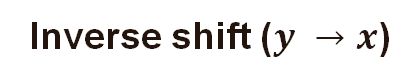 Inverse shift (y → x)